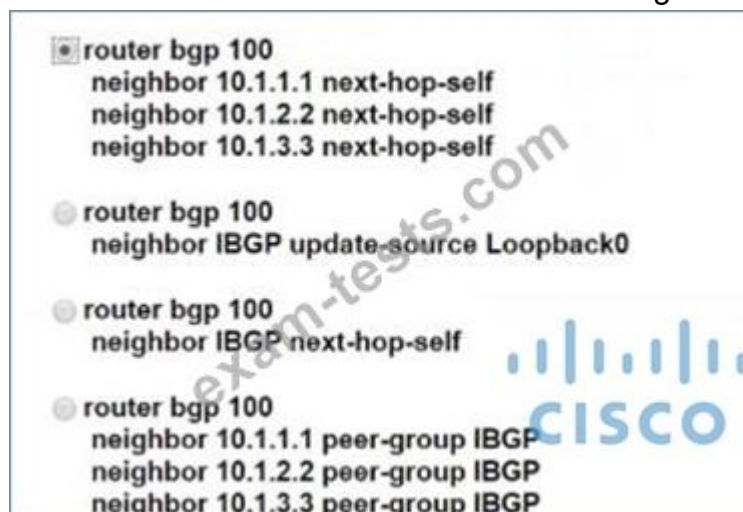 router bgp 100
neighbor 10.1.1.1 next-hop-self
neighbor 10.1.2.2 next-hop-self
neighbor 10.1.3.3 next-hop-self
router bgp 100
neighbor IBGP update-source Loopback0
router bgp 100
neighbor IBGP next-hop-self
router bgp 100
neighbor 10.1.1.1 peer-group IBGP
neighbor 10.1.2.2 peer-group IBGP
neighbor 10.1.3.3 peer-group IBGP
exam-tests.com
CISCO